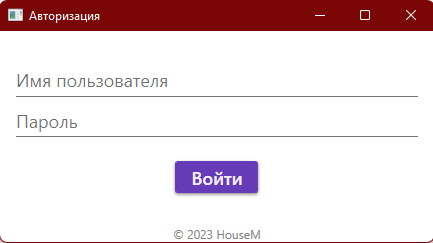 Авторизация
Имя пользователя
Пароль
Войти
© 2023 HouseM